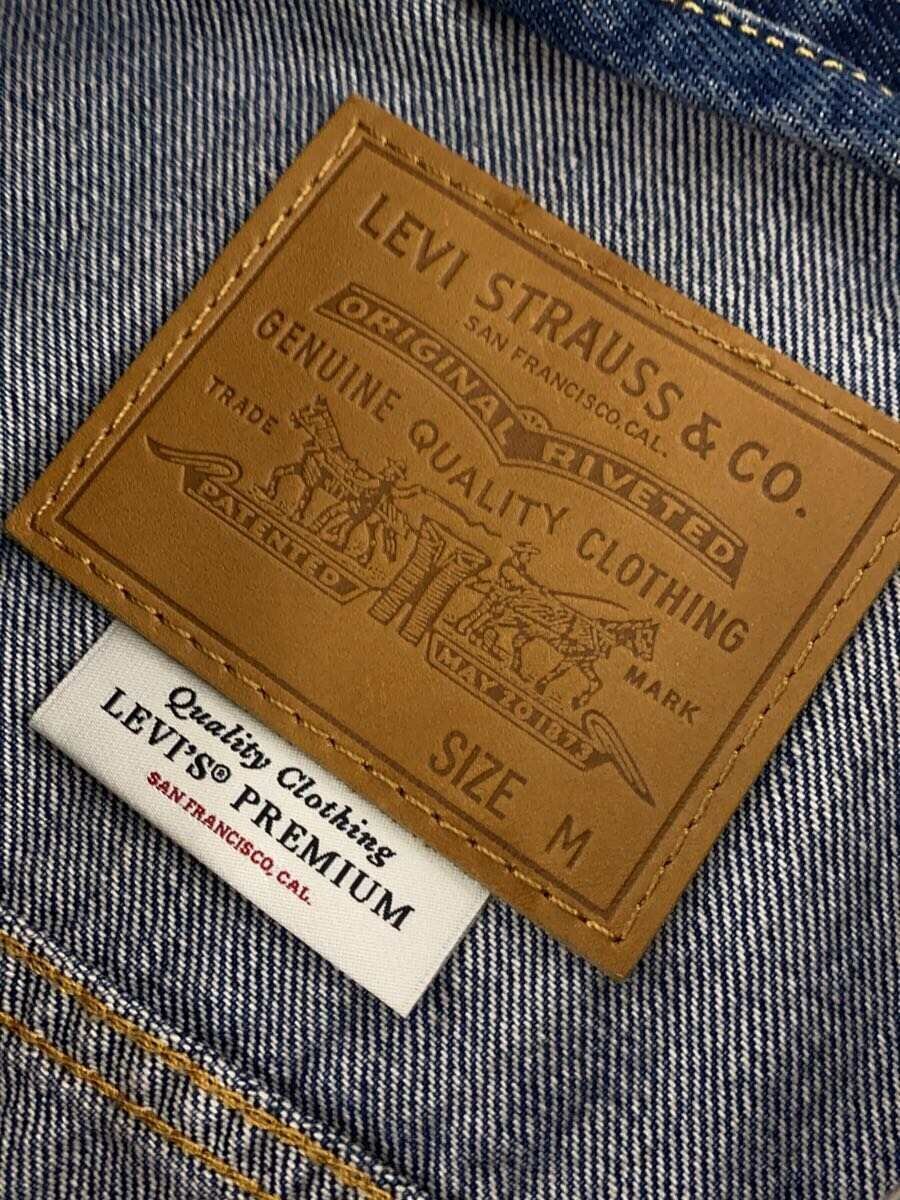 LEVI STRAUSS & CO.
SAN FRANCISCO, CAL.
ORIGINAL RIVETED
GENUINE QUALITY CLOTHING
TRADE MARK
PATENTED MAY 20 1873
SIZE M
Quality Clothing
LEVI'S® PREMIUM
SAN FRANCISCO, CAL.